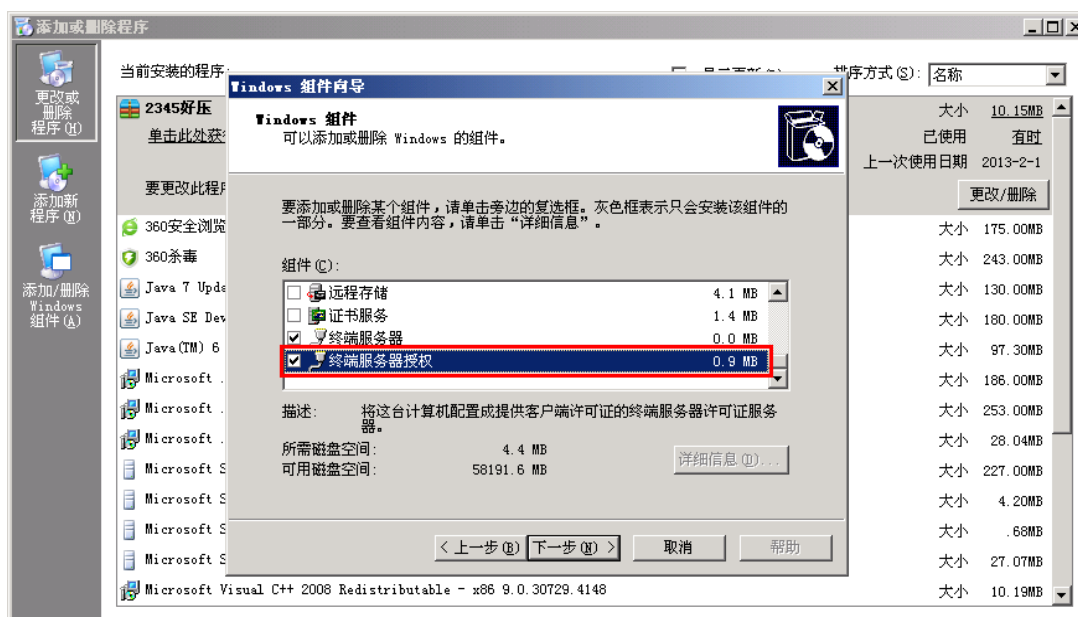 添加或删除程序
更改或
删除
程序(H)
添加新
程序(N)
添加/删除
Windows
组件(A)
当前安装的程序:
排序方式(S): 名称
2345好压
大小 10.15MB
单击此处获
已使用 有时
上一次使用日期 2013-2-1
要更改此程
更改/删除
360安全浏览
大小 175.00MB
360杀毒
大小 243.00MB
Java 7 Upda
大小 130.00MB
Java SE Dev
大小 180.00MB
Java(TM) 6
大小 97.30MB
Microsoft .
大小 186.00MB
Microsoft .
大小 253.00MB
Microsoft .
大小 28.04MB
Microsoft S
大小 227.00MB
Microsoft S
大小 4.20MB
Microsoft S
大小 .68MB
Microsoft S
大小 27.07MB
Microsoft Visual C++ 2008 Redistributable - x86 9.0.30729.4148
大小 10.19MB
Windows 组件向导
Windows 组件
可以添加或删除 Windows 的组件。
要添加或删除某个组件，请单击旁边的复选框。灰色框表示只会安装该组件的
一部分。要查看组件内容，请单击“详细信息”。
组件(C):
远程存储 4.1 MB
证书服务 1.4 MB
终端服务器 0.0 MB
终端服务器授权 0.9 MB
描述: 将这台计算机配置成提供客户端许可证的终端服务器许可证服务
器。
所需磁盘空间: 4.4 MB
可用磁盘空间: 58191.6 MB
详细信息(D)...
< 上一步(B)
下一步(N) >
取消
帮助